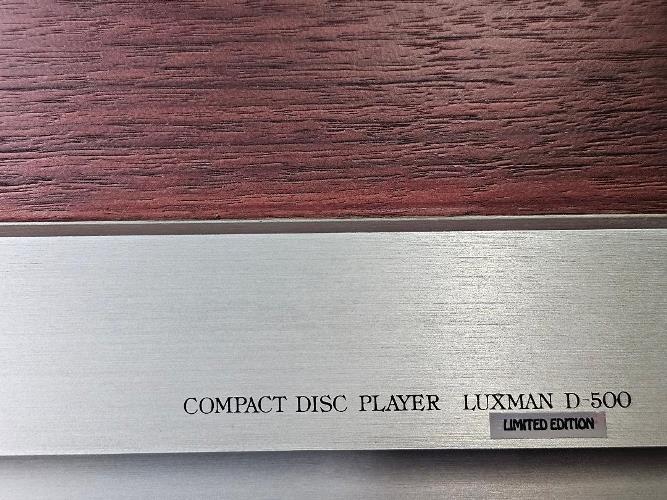 COMPACT DISC PLAYER LUXMAN D-500
LIMITED EDITION